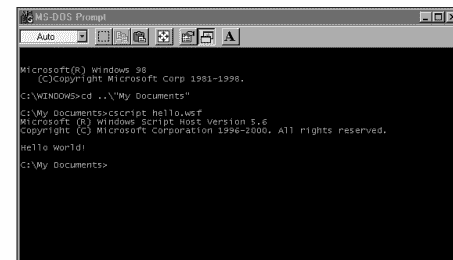 MS-DOS Prompt
Auto
A
Microsoft(R) Windows 98
(C)Copyright Microsoft Corp 1981-1998.
C:\WINDOWS>cd ..\"My Documents"
C:\My Documents>cscript hello.wsf
Microsoft (R) Windows Script Host Version 5.6
Copyright (C) Microsoft Corporation 1996-2000. All rights reserved.
Hello World!
C:\My Documents>